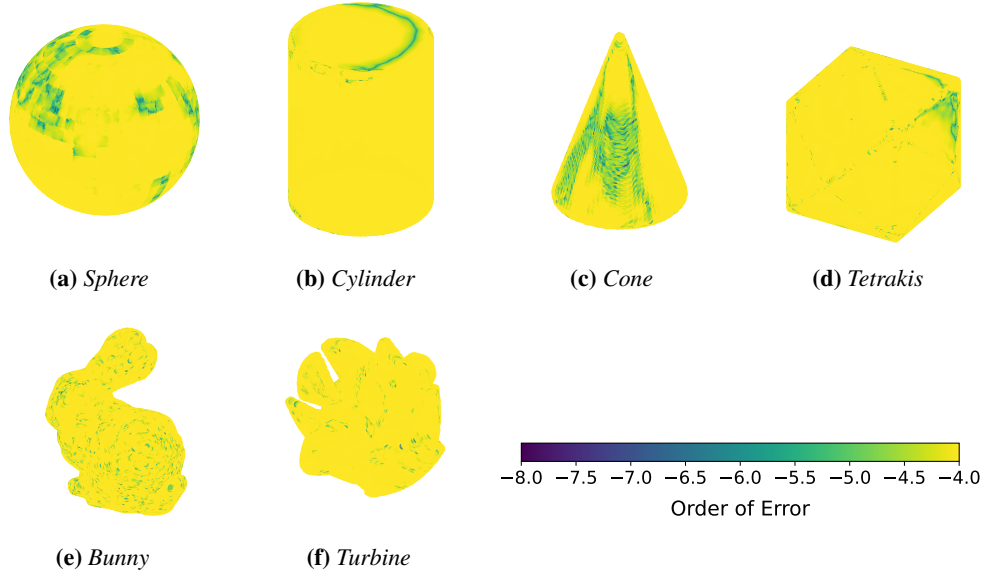 (a) Sphere
(b) Cylinder
(c) Cone
(d) Tetrakis
−8.0 −7.5 −7.0 −6.5 −6.0 −5.5 −5.0 −4.5 −4.0
Order of Error
(e) Bunny
(f) Turbine